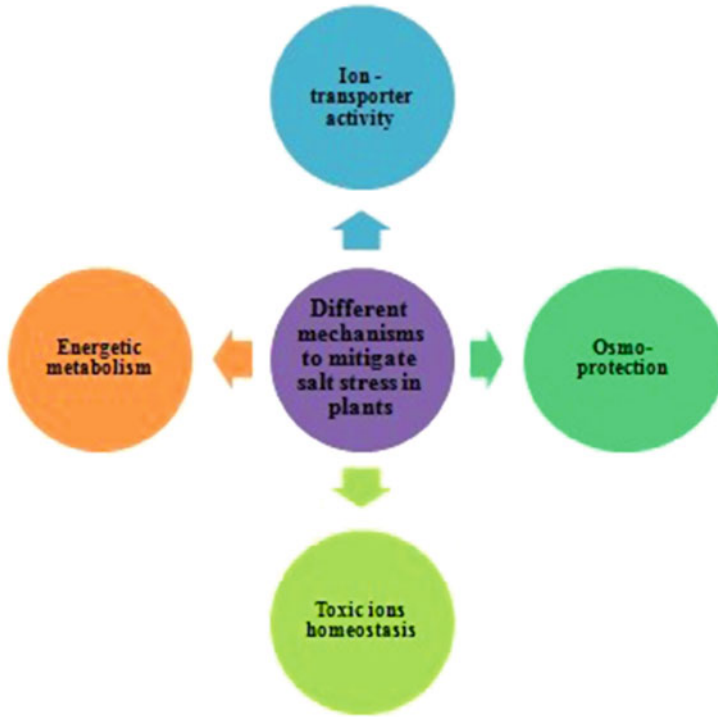 Ion -
transporter
activity
Energetic
metabolism
Different
mechanisms
to mitigate
salt stress in
plants
Osmo-
protection
Toxic ions
homeostasis